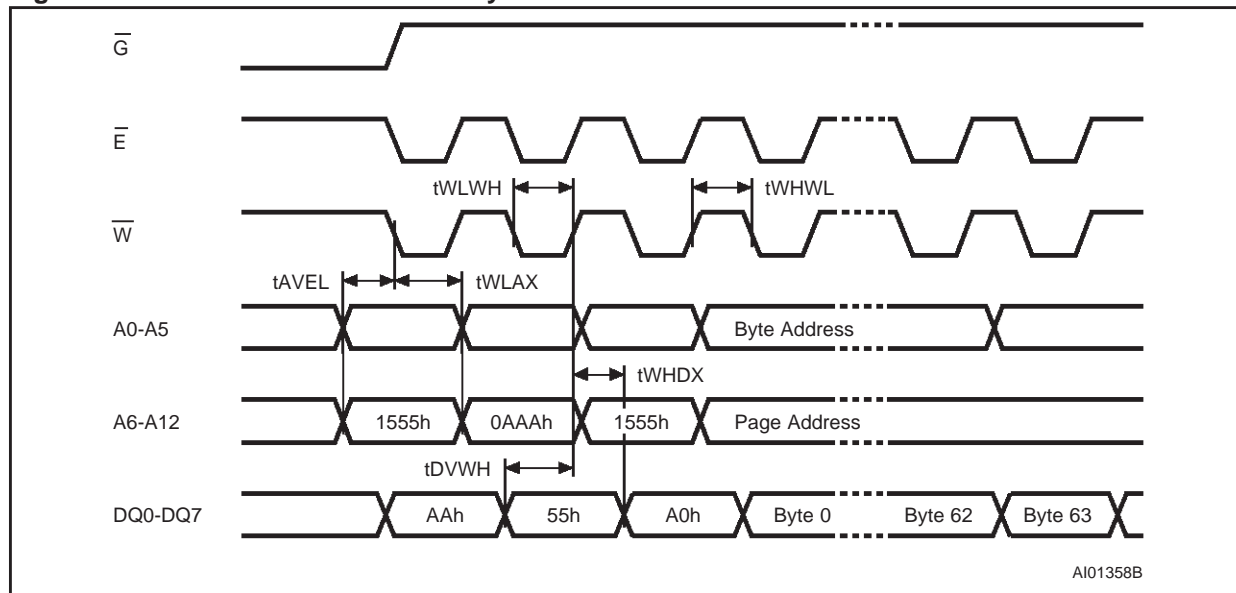 G
E
tWLWH
tWHWL
W
tAVEL
tWLAX
A0-A5
Byte Address
tWHDX
A6-A12
1555h
0AAAh
1555h
Page Address
tDVWH
DQ0-DQ7
AAh
55h
A0h
Byte 0
Byte 62
Byte 63
AI01358B